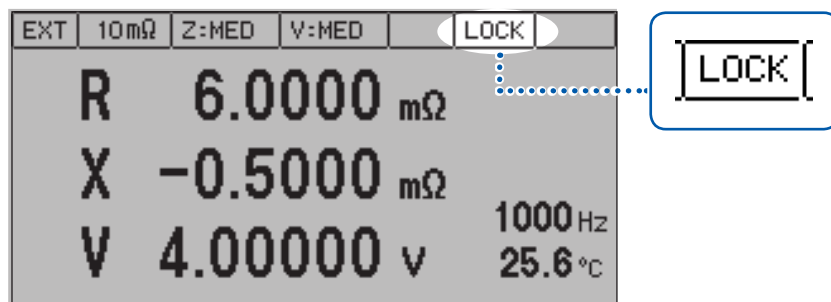 EXT 10mΩ Z:MED V:MED LOCK
LOCK
R 6.0000 mΩ
X -0.5000 mΩ
1000 Hz
V 4.00000 V
25.6 °C